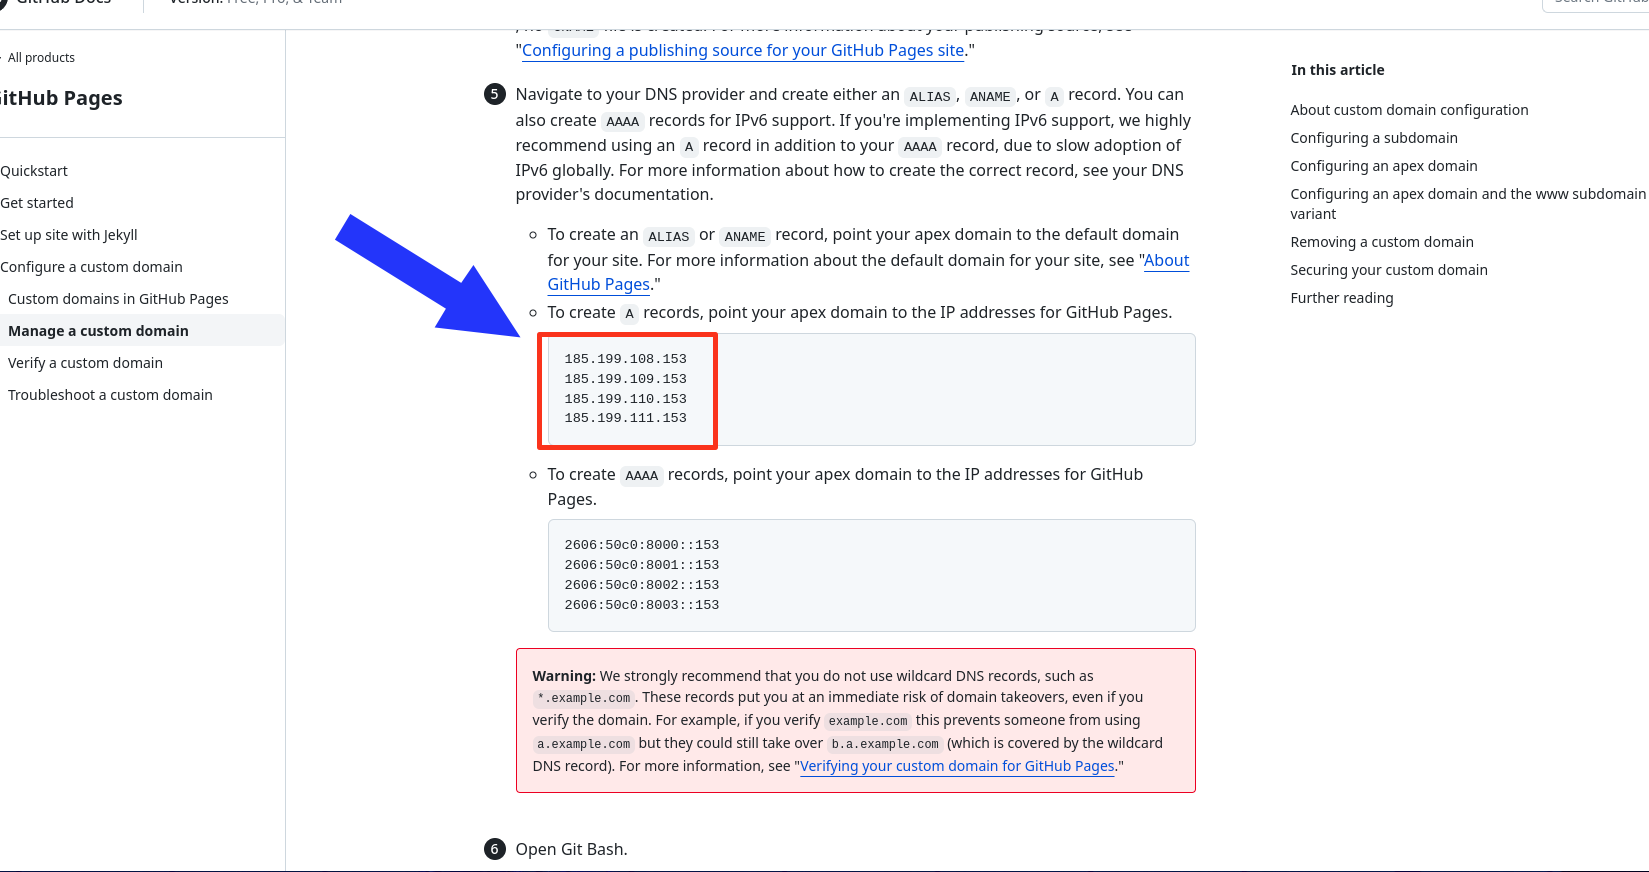 GitHub Docs
Version: Free, Pro, & Team
Search GitHub
All products
GitHub Pages
Quickstart
Get started
Set up site with Jekyll
Configure a custom domain
Custom domains in GitHub Pages
Manage a custom domain
Verify a custom domain
Troubleshoot a custom domain
, no CNAME file is created. For more information about your publishing source, see
"Configuring a publishing source for your GitHub Pages site."
5 Navigate to your DNS provider and create either an ALIAS, ANAME, or A record. You can
also create AAAA records for IPv6 support. If you're implementing IPv6 support, we highly
recommend using an A record in addition to your AAAA record, due to slow adoption of
IPv6 globally. For more information about how to create the correct record, see your DNS
provider's documentation.
To create an ALIAS or ANAME record, point your apex domain to the default domain
for your site. For more information about the default domain for your site, see "About
GitHub Pages."
To create A records, point your apex domain to the IP addresses for GitHub Pages.
185.199.108.153
185.199.109.153
185.199.110.153
185.199.111.153
To create AAAA records, point your apex domain to the IP addresses for GitHub
Pages.
2606:50c0:8000::153
2606:50c0:8001::153
2606:50c0:8002::153
2606:50c0:8003::153
Warning: We strongly recommend that you do not use wildcard DNS records, such as
*.example.com. These records put you at an immediate risk of domain takeovers, even if you
verify the domain. For example, if you verify example.com this prevents someone from using
a.example.com but they could still take over b.a.example.com (which is covered by the wildcard
DNS record). For more information, see "Verifying your custom domain for GitHub Pages."
6 Open Git Bash.
In this article
About custom domain configuration
Configuring a subdomain
Configuring an apex domain
Configuring an apex domain and the www subdomain
variant
Removing a custom domain
Securing your custom domain
Further reading